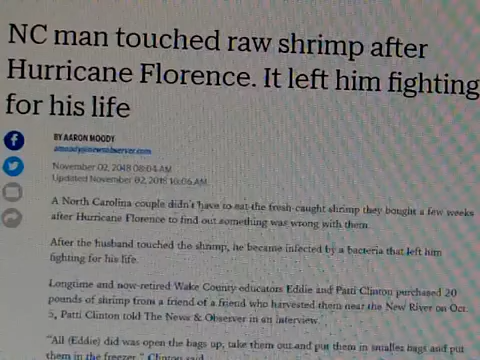 NC man touched raw shrimp after
Hurricane Florence. It left him fighting
for his life
BY AARON MOODY
amoody@newsobserver.com
November 02, 2018 08:04 AM
Updated November 02, 2018 10:06 AM
A North Carolina couple didn't have to eat the fresh-caught shrimp they bought a few weeks
after Hurricane Florence to find out something was wrong with them.
After the husband touched the shrimp, he became infected by a bacteria that left him
fighting for his life.
Longtime and now-retired Wake County educators Eddie and Patti Clinton purchased 20
pounds of shrimp from a friend of a friend who harvested them near the New River on Oct.
5, Patti Clinton told The News & Observer in an interview.
"All (Eddie) did was open the bags up, take them out and put them in smaller bags and put
them in the freezer," Clinton said.